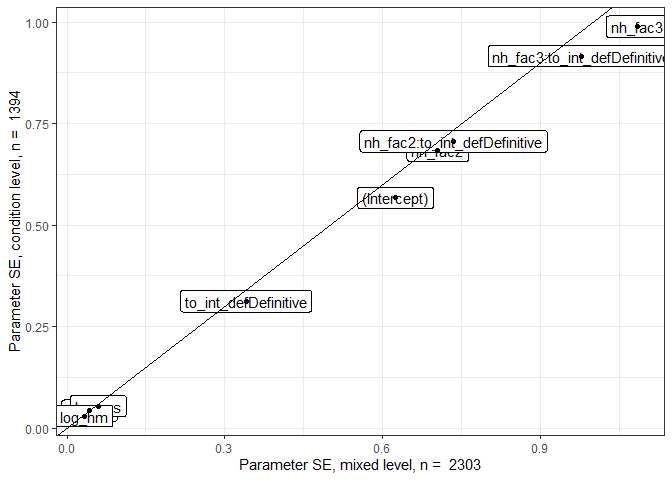 1.00
0.75
0.50
0.25
0.00
Parameter SE, condition level, n = 1394
nh_fac3
nh_fac3:to_int_defDefinitive
nh_fac2:to_int_defDefinitive
nh_fac2
(Intercept)
to_int_defDefinitive
log_hm
0.0 0.3 0.6 0.9
Parameter SE, mixed level, n = 2303